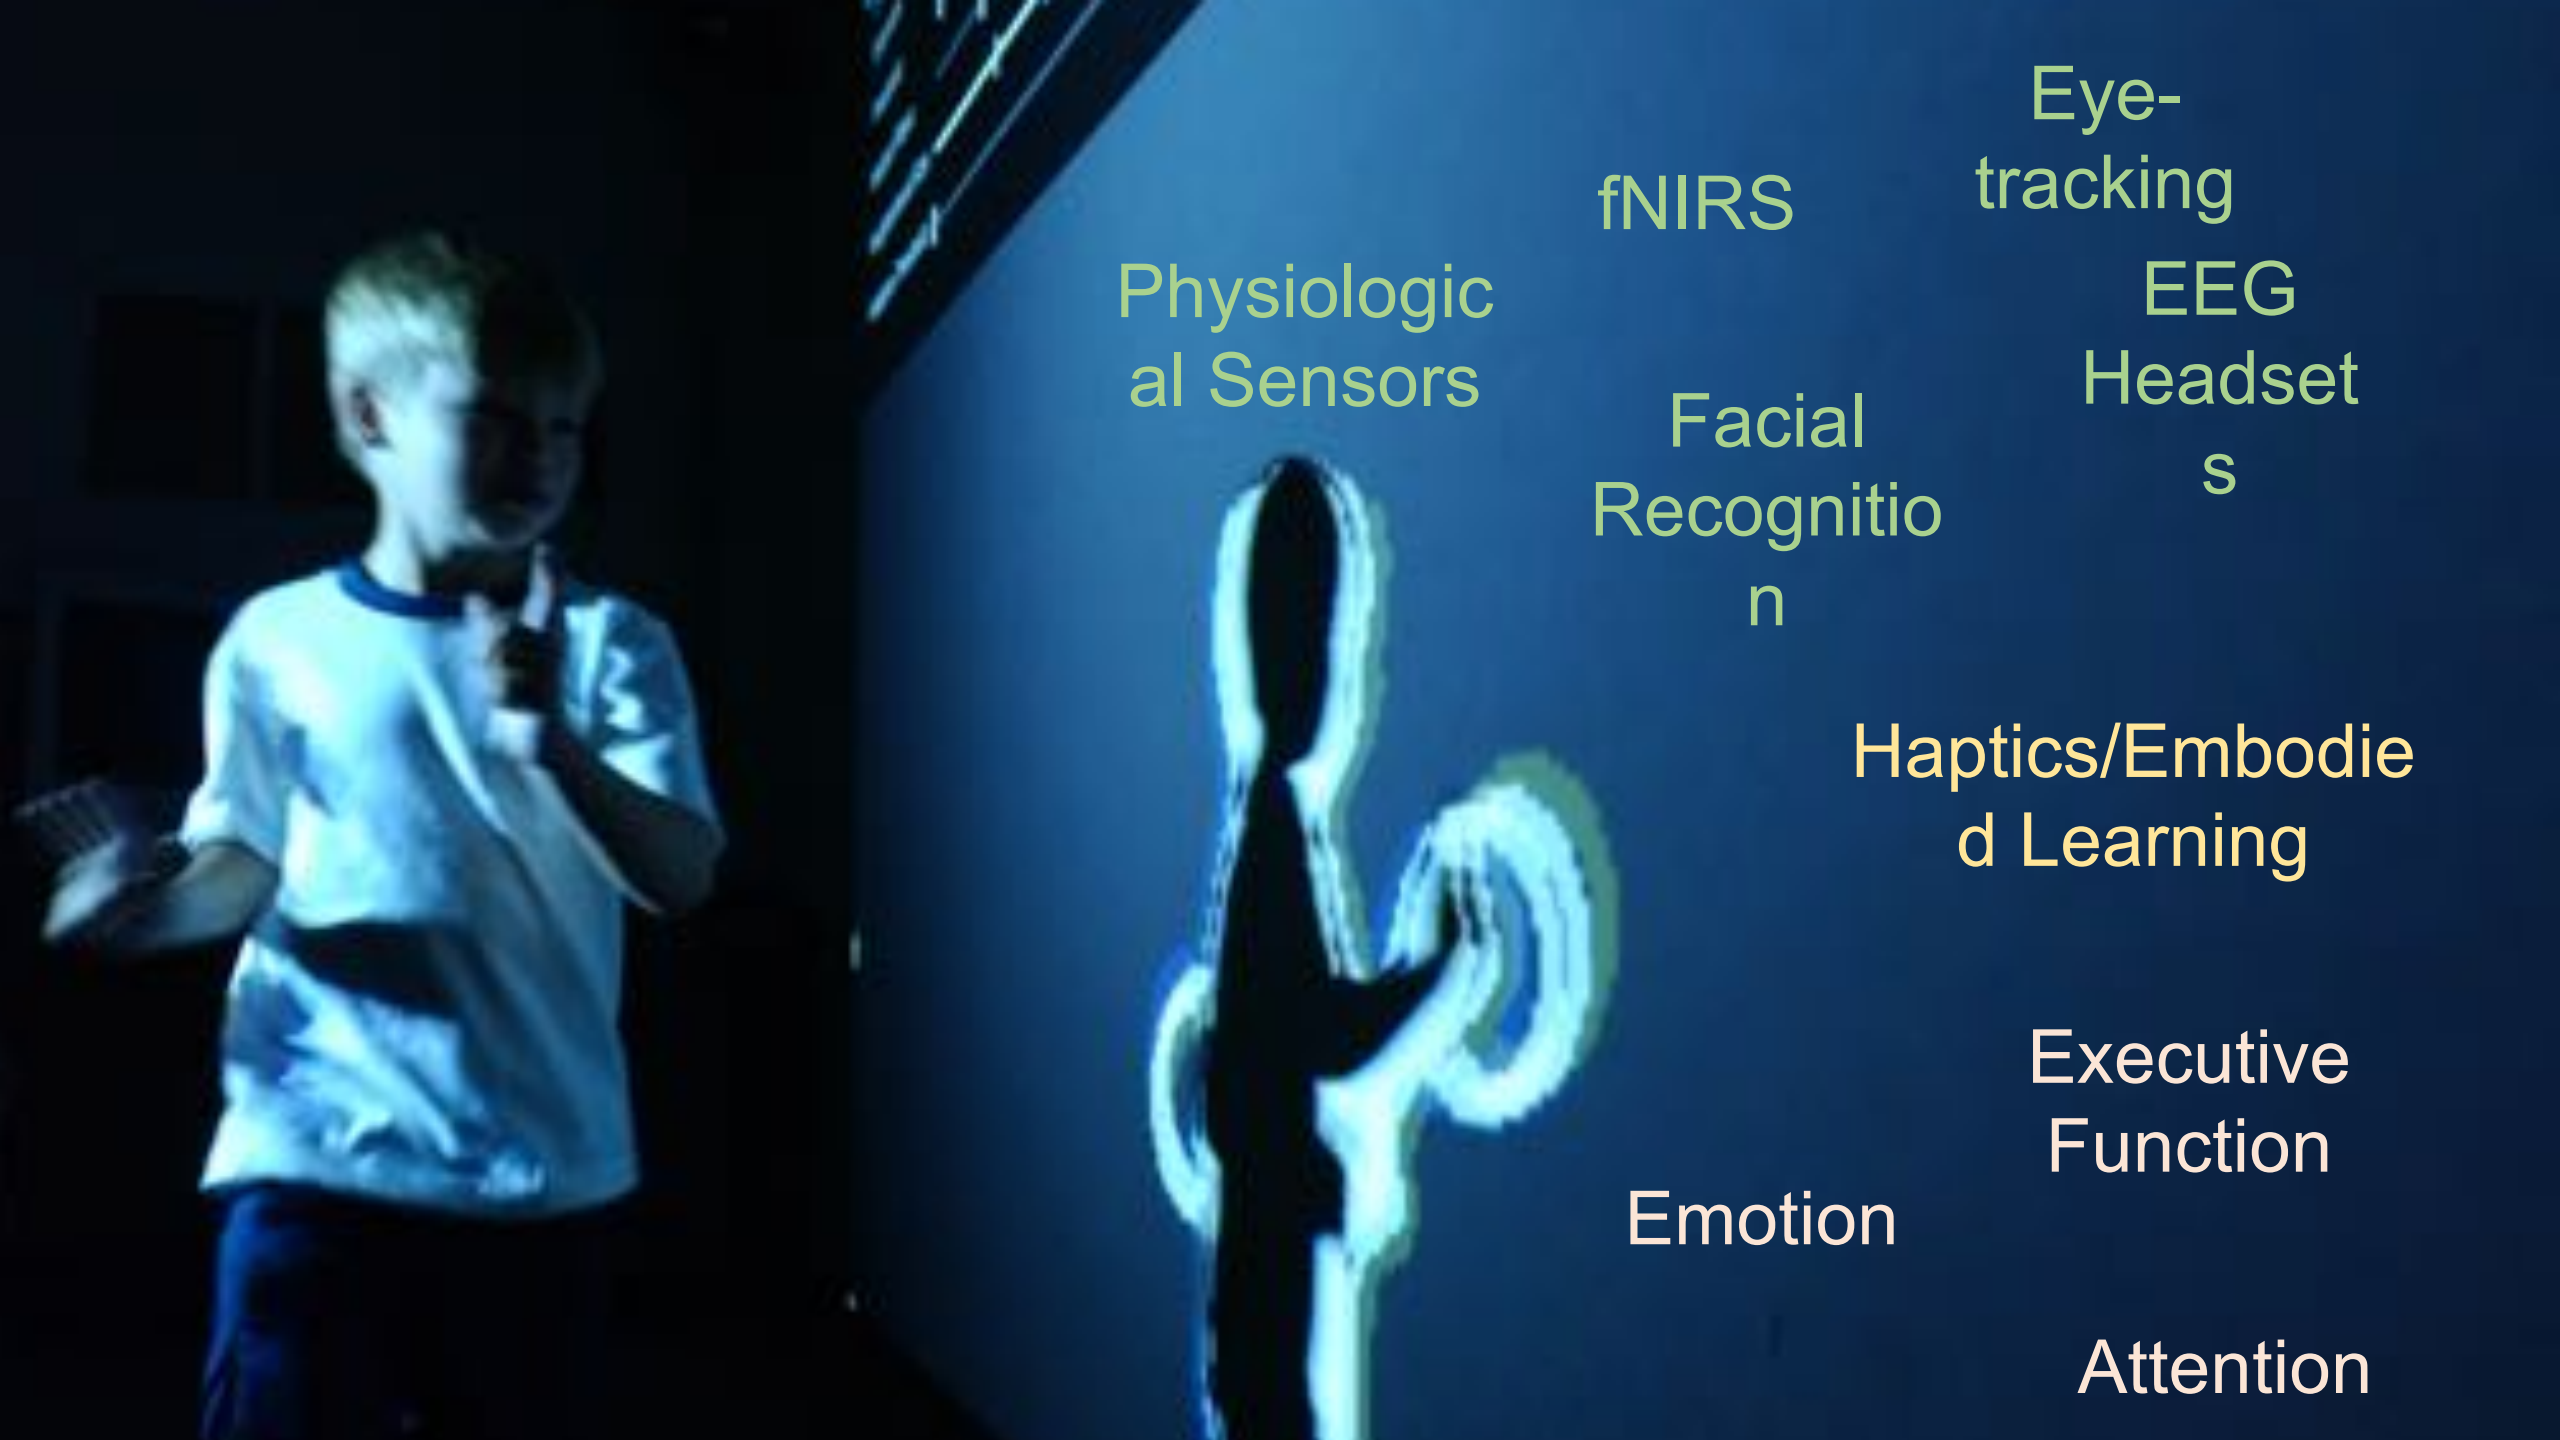 Eye-
tracking
fNIRS
EEG
Headset
s
Physiologic
al Sensors
Facial
Recognitio
n
Haptics/Embodie
d Learning
Executive
Function
Emotion
Attention